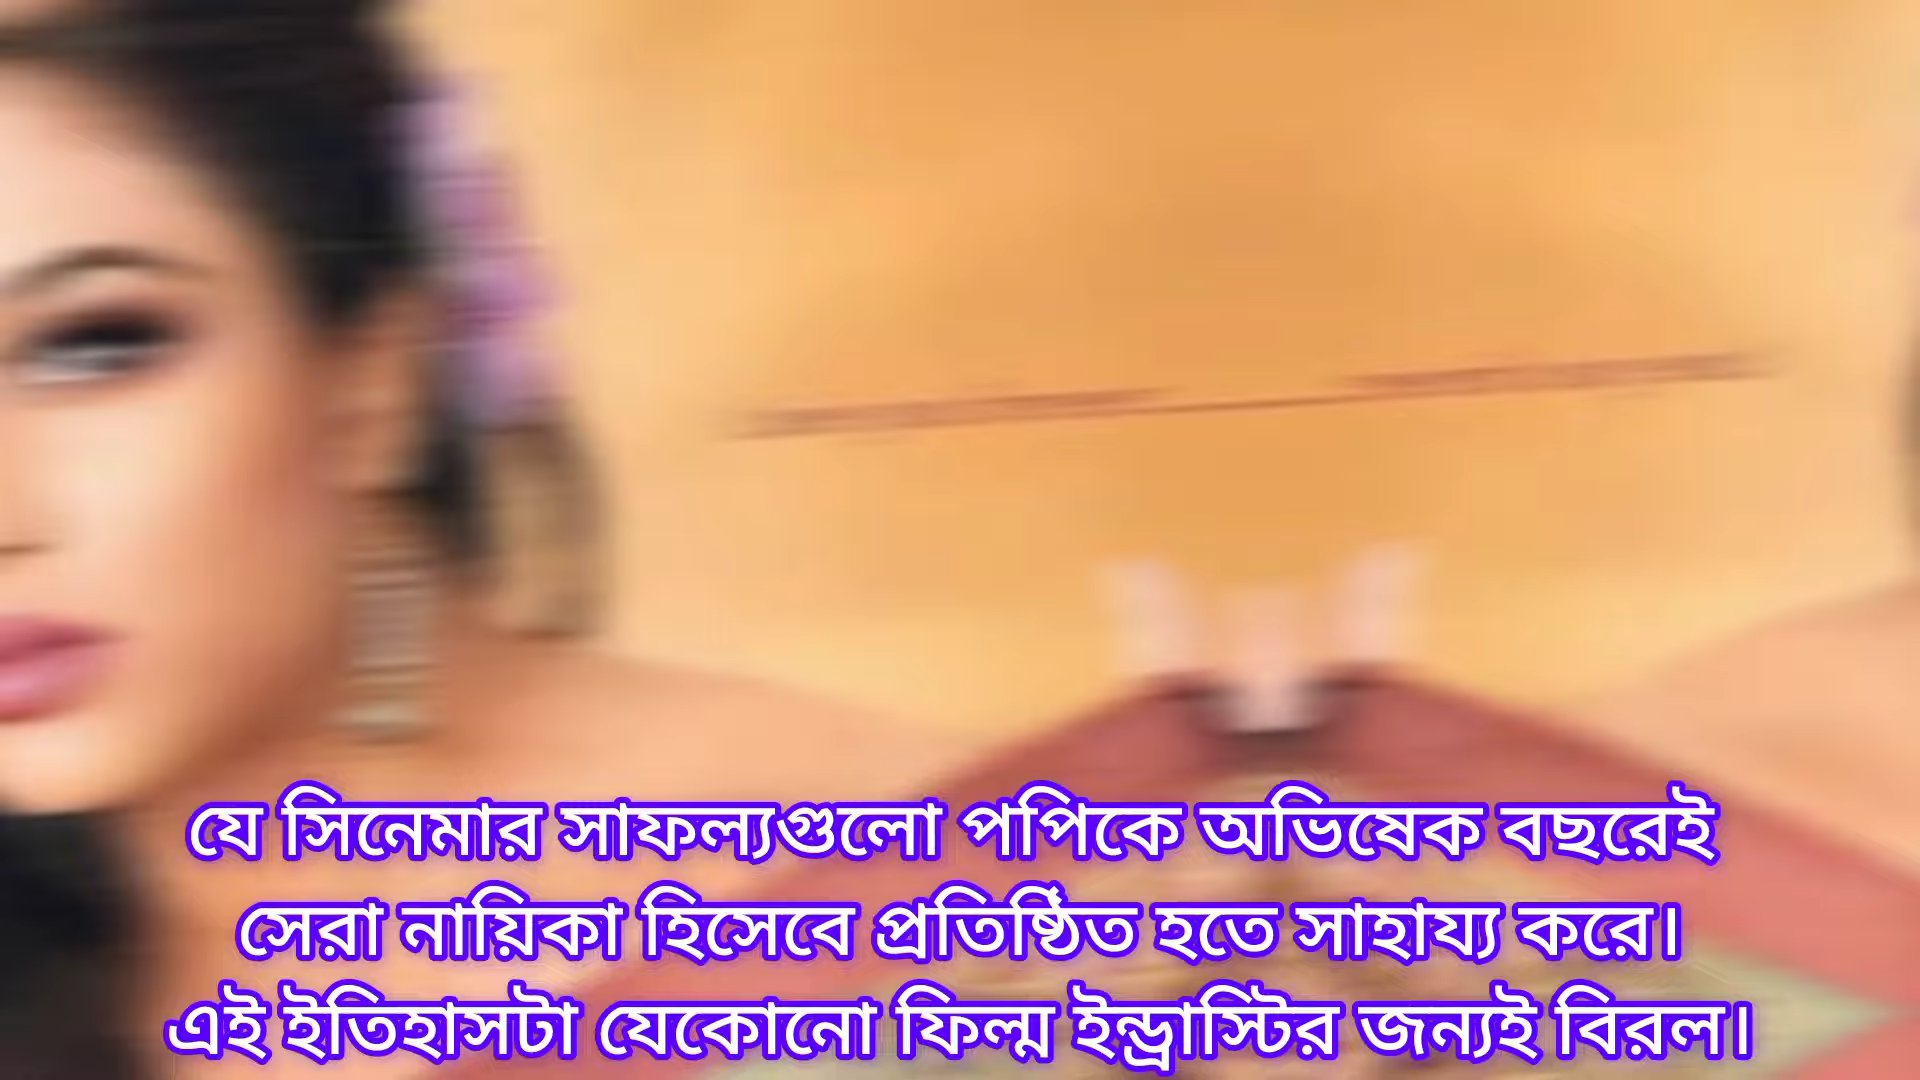 যে সিনেমার সাফল্যগুলো পপিকে অভিষেক বছরেই
সেরা নায়িকা হিসেবে প্রতিষ্ঠিত হতে সাহায্য করে।
এই ইতিহাসটা যেকোনো ফিল্ম ইন্ড্রাস্টির জন্যই বিরল।